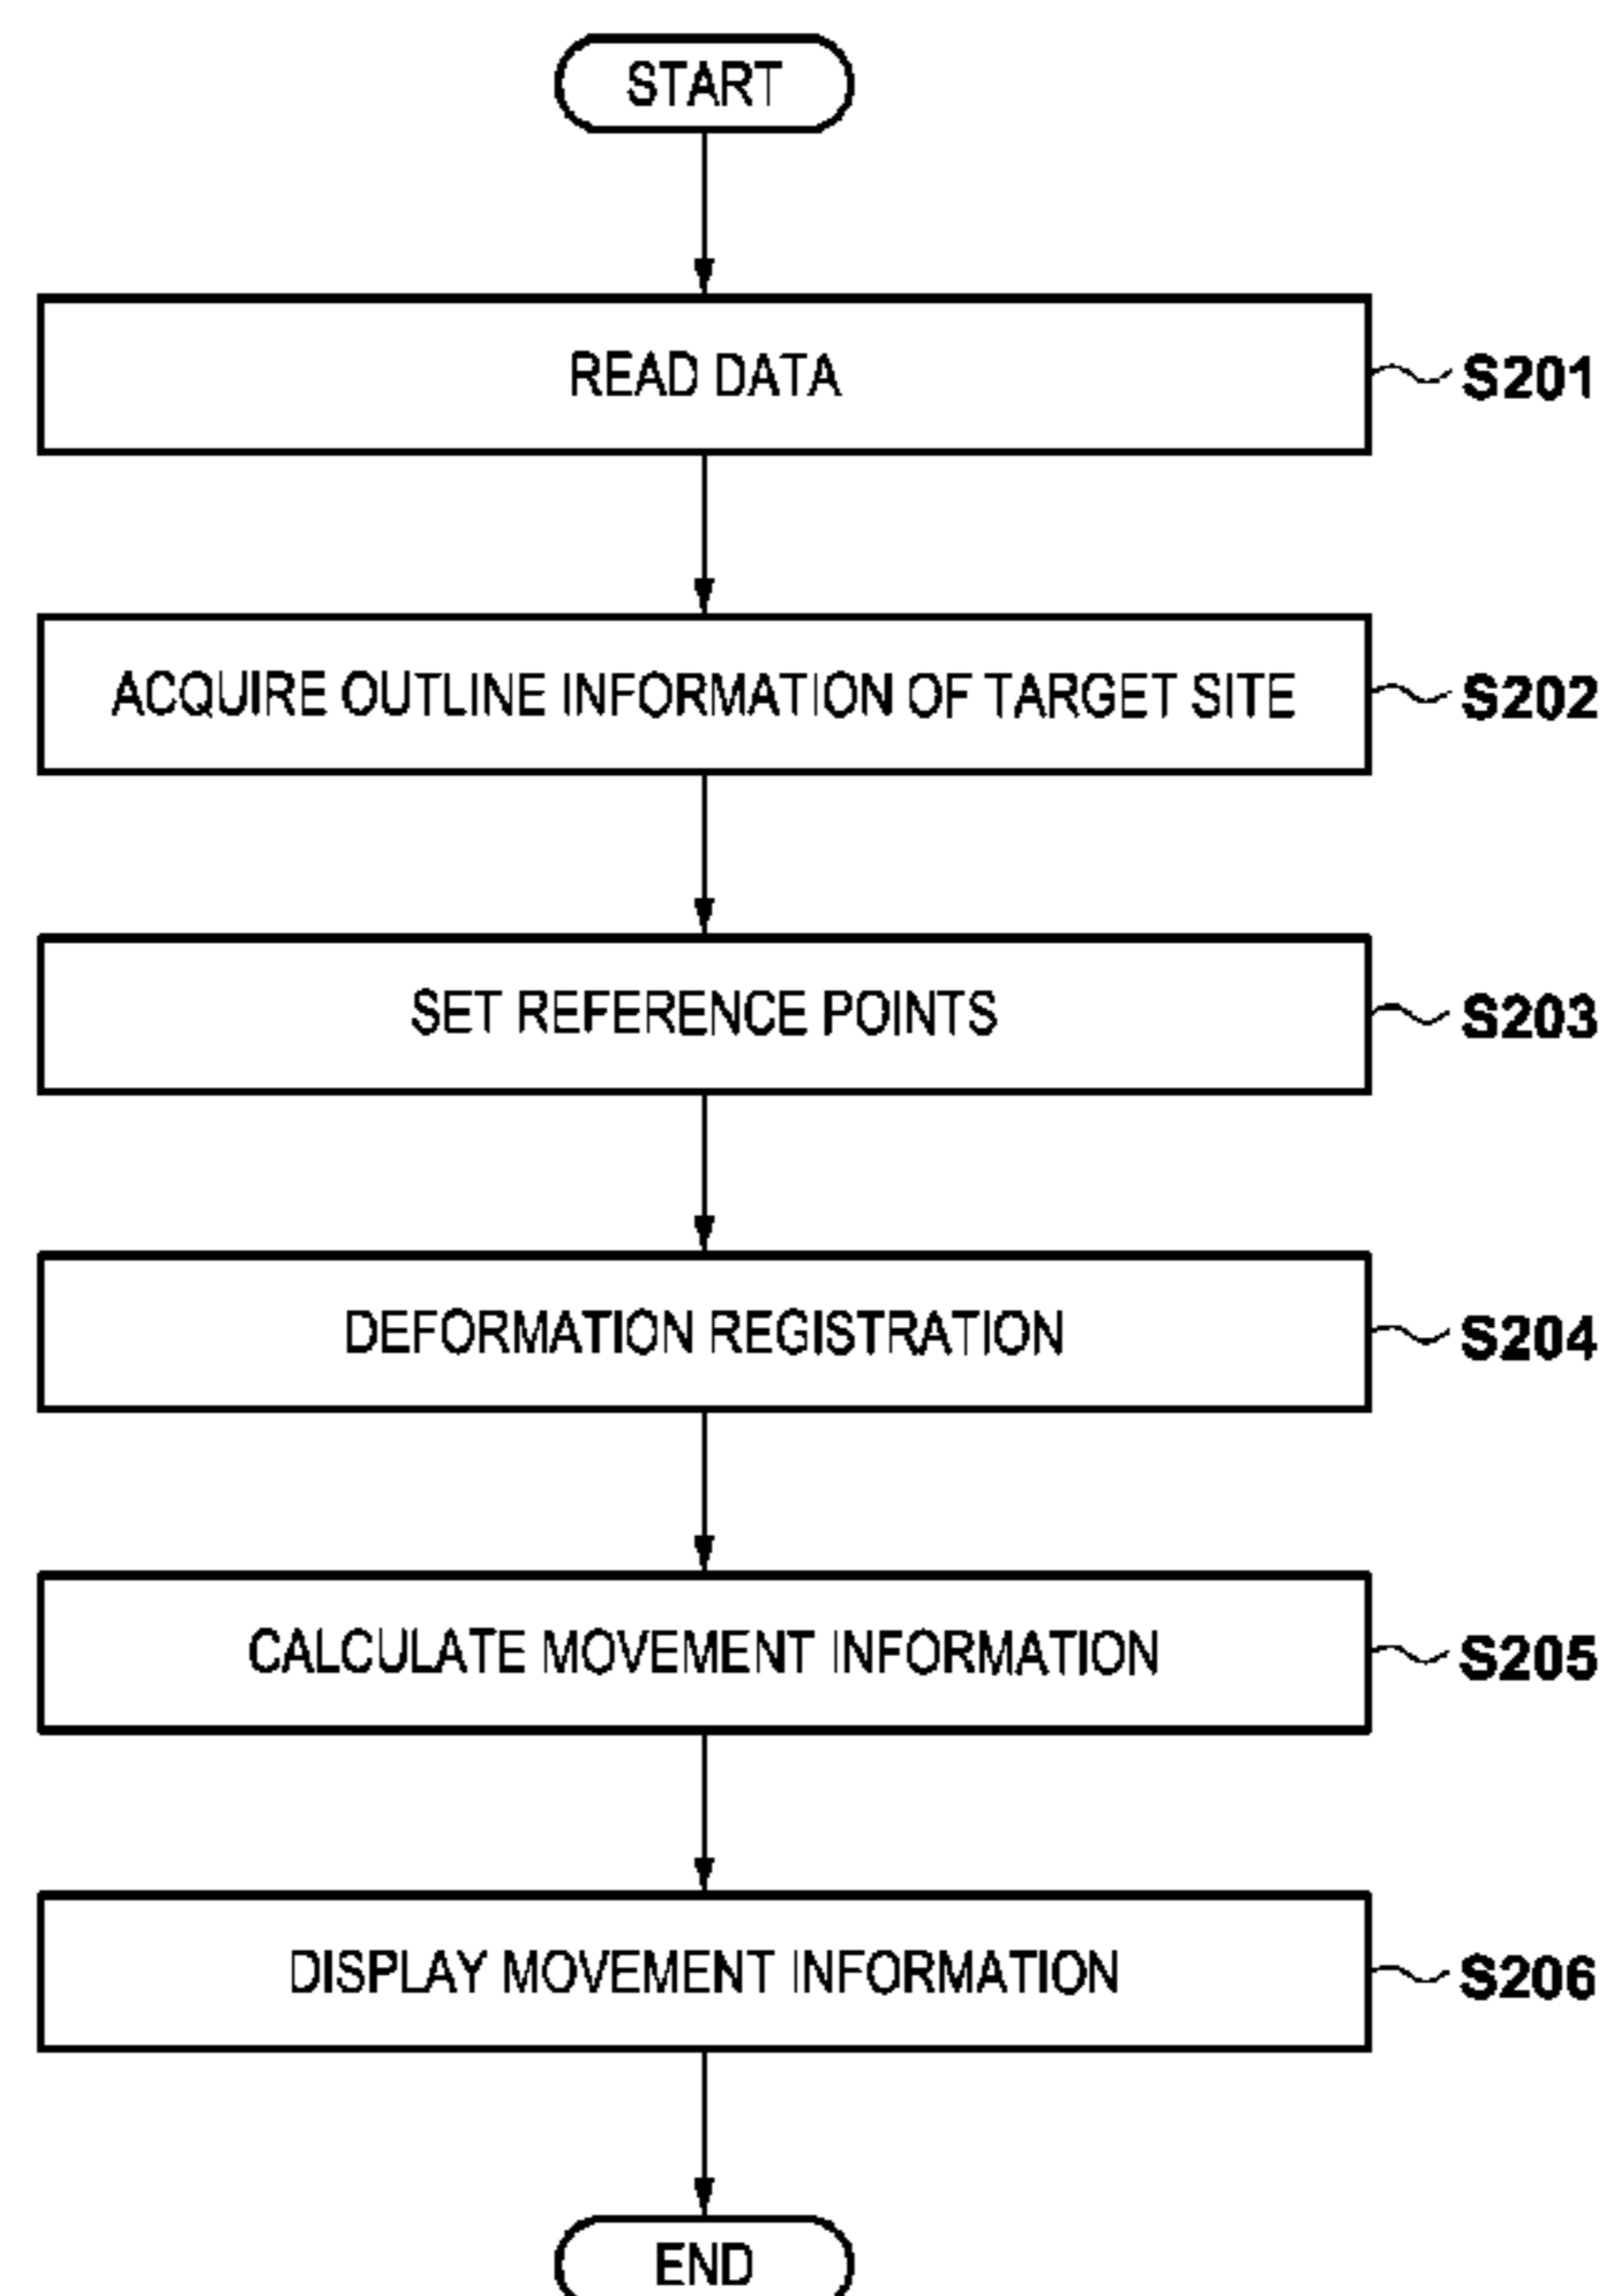 START
READ DATA
S201
ACQUIRE OUTLINE INFORMATION OF TARGET SITE
S202
SET REFERENCE POINTS
S203
DEFORMATION REGISTRATION
S204
CALCULATE MOVEMENT INFORMATION
S205
DISPLAY MOVEMENT INFORMATION
S206
END